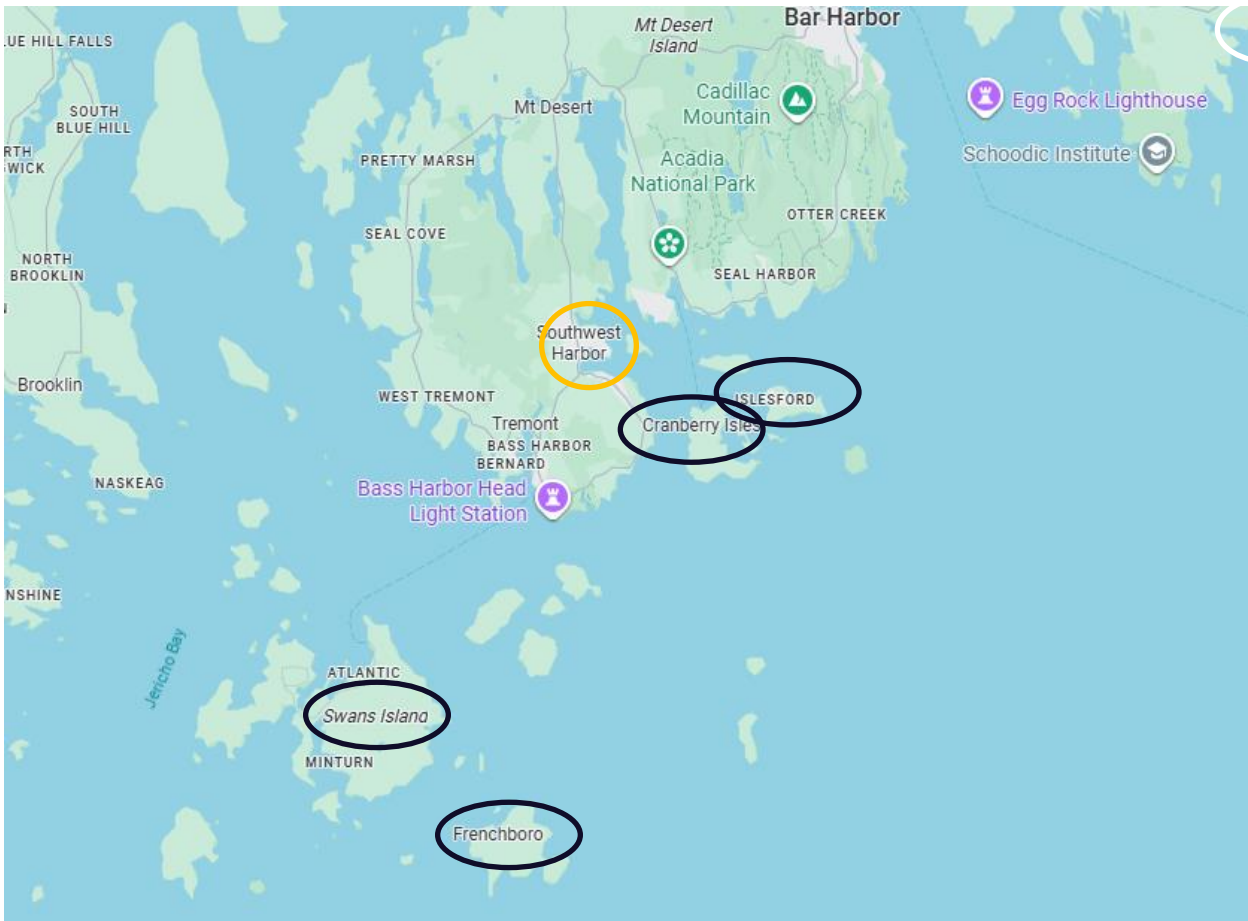 Mt Desert
Island
Bar Harbor
UE HILL FALLS
Cadillac
Mountain
Egg Rock Lighthouse
SOUTH
BLUE HILL
Mt Desert
RTH
WICK
PRETTY MARSH
Acadia
National Park
Schoodic Institute
OTTER CREEK
SEAL COVE
NORTH
BROOKLIN
SEAL HARBOR
Southwest
Harbor
Brooklin
WEST TREMONT
ISLESFORD
Tremont
Cranberry Isles
BASS HARBOR
BERNARD
NASKEAG
Bass Harbor Head
Light Station
NSHINE
Jericho Bay
ATLANTIC
Swans Island
MINTURN
Frenchboro